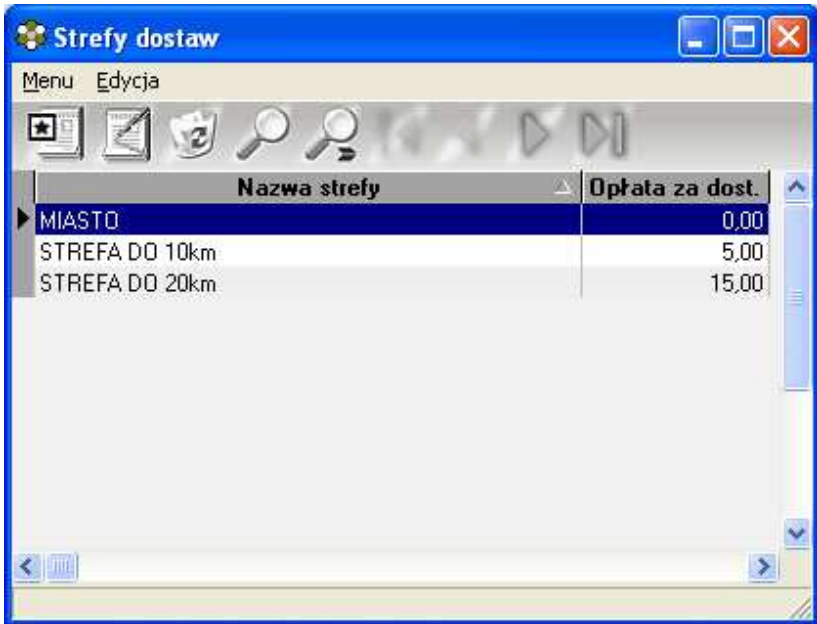 Strefy dostaw
Menu Edycja
Nazwa strefy Opłata za dost.
MIASTO 0,00
STREFA DO 10km 5,00
STREFA DO 20km 15,00